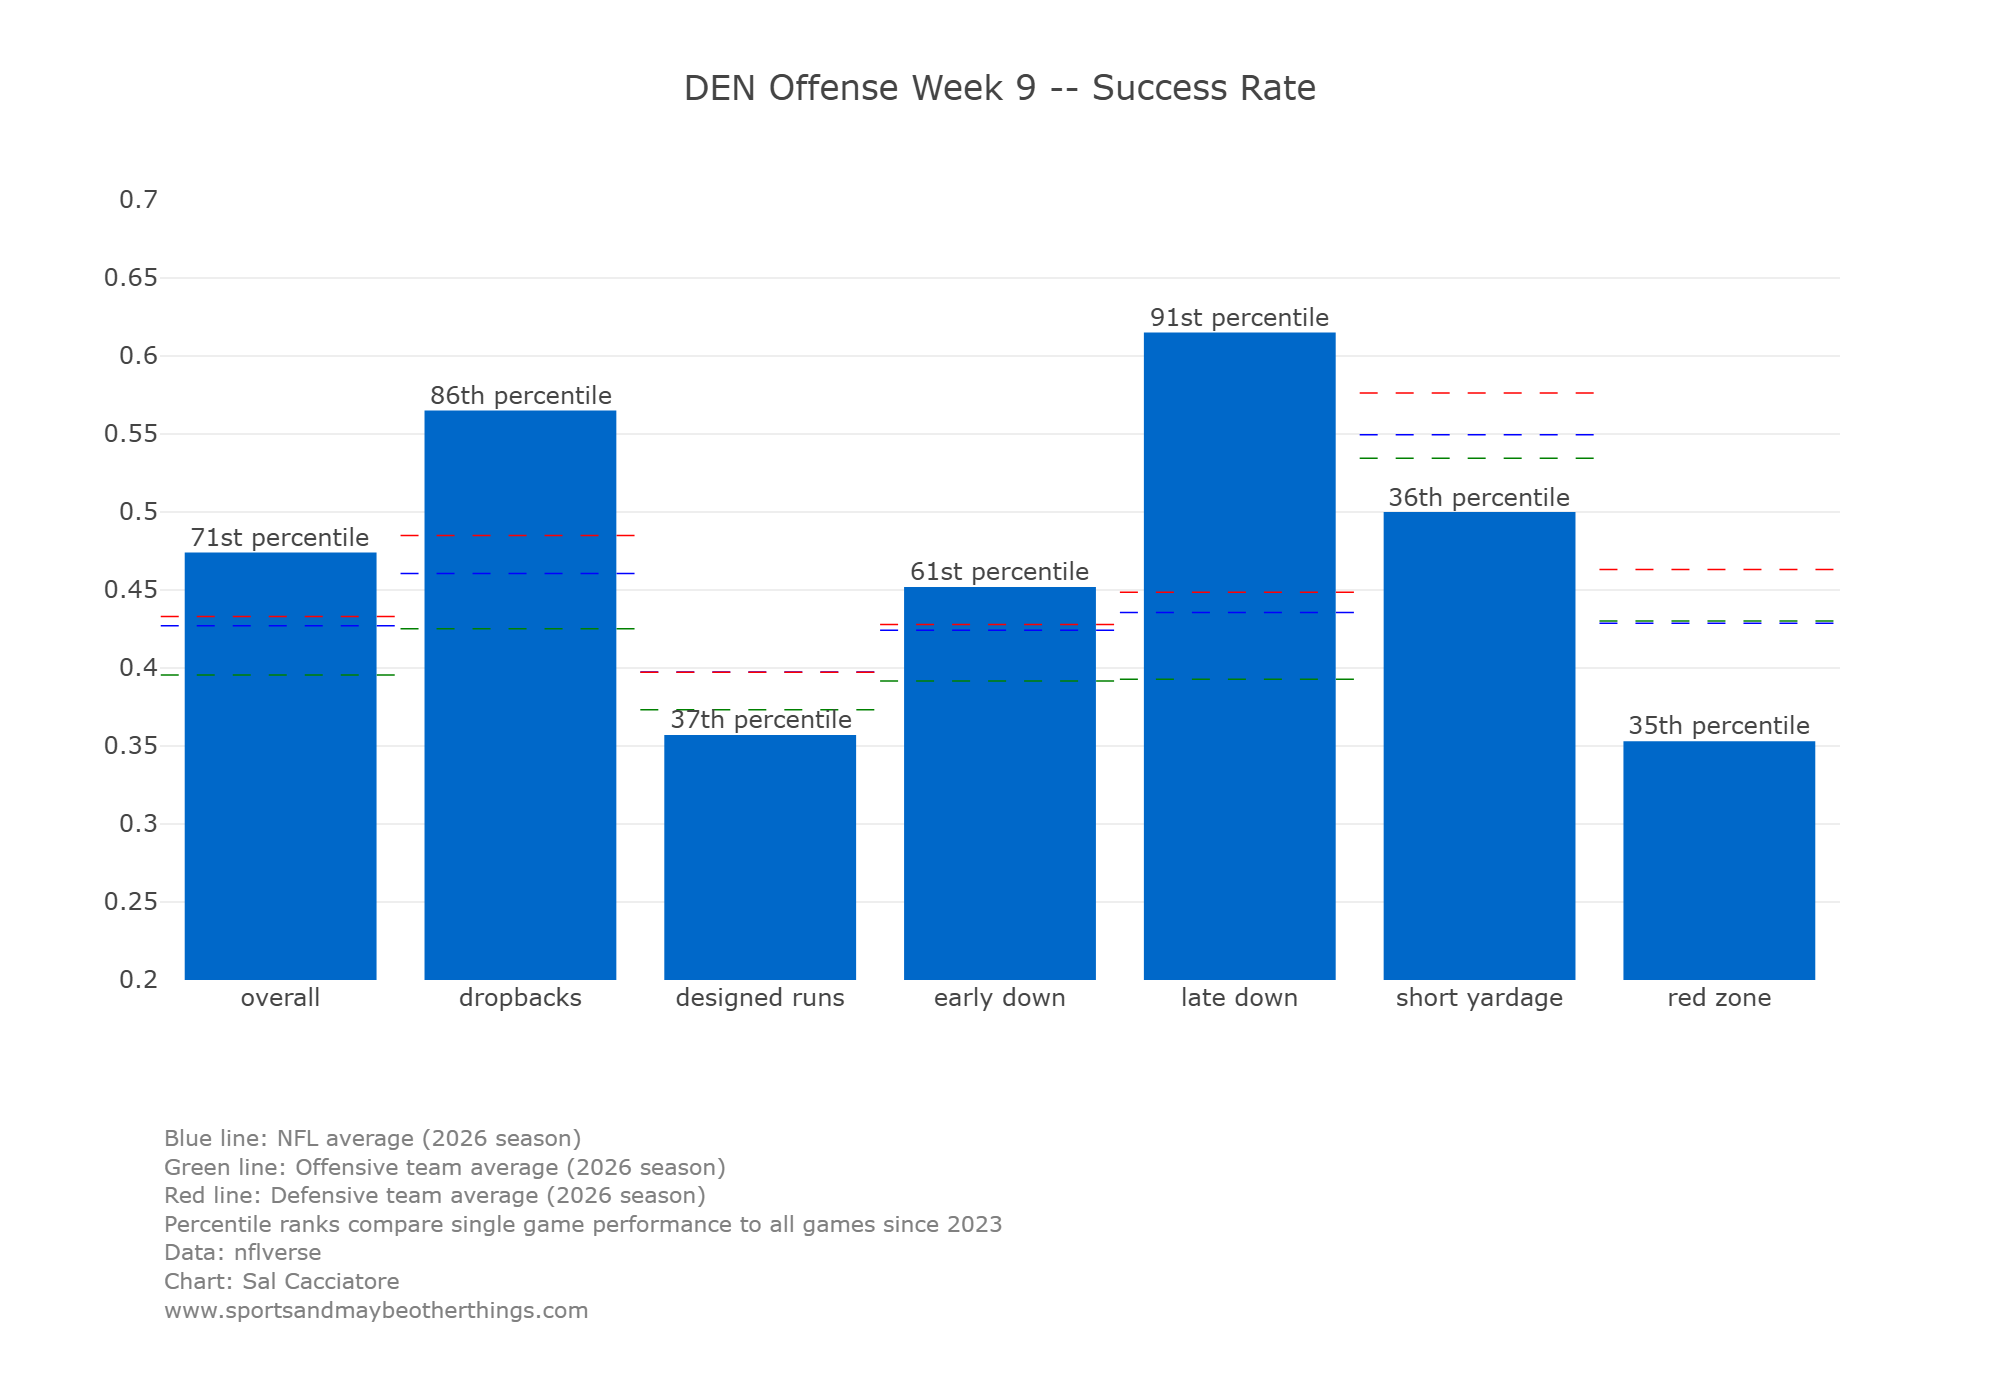 DEN Offense Week 9 -- Success Rate
0.7
0.65
0.6
0.55
0.5
0.45
0.4
0.35
0.3
0.25
0.2
71st percentile
86th percentile
37th percentile
61st percentile
91st percentile
36th percentile
35th percentile
overall
dropbacks
designed runs
early down
late down
short yardage
red zone
Blue line: NFL average (2026 season)
Green line: Offensive team average (2026 season)
Red line: Defensive team average (2026 season)
Percentile ranks compare single game performance to all games since 2023
Data: nflverse
Chart: Sal Cacciatore
www.sportsandmaybeotherthings.com